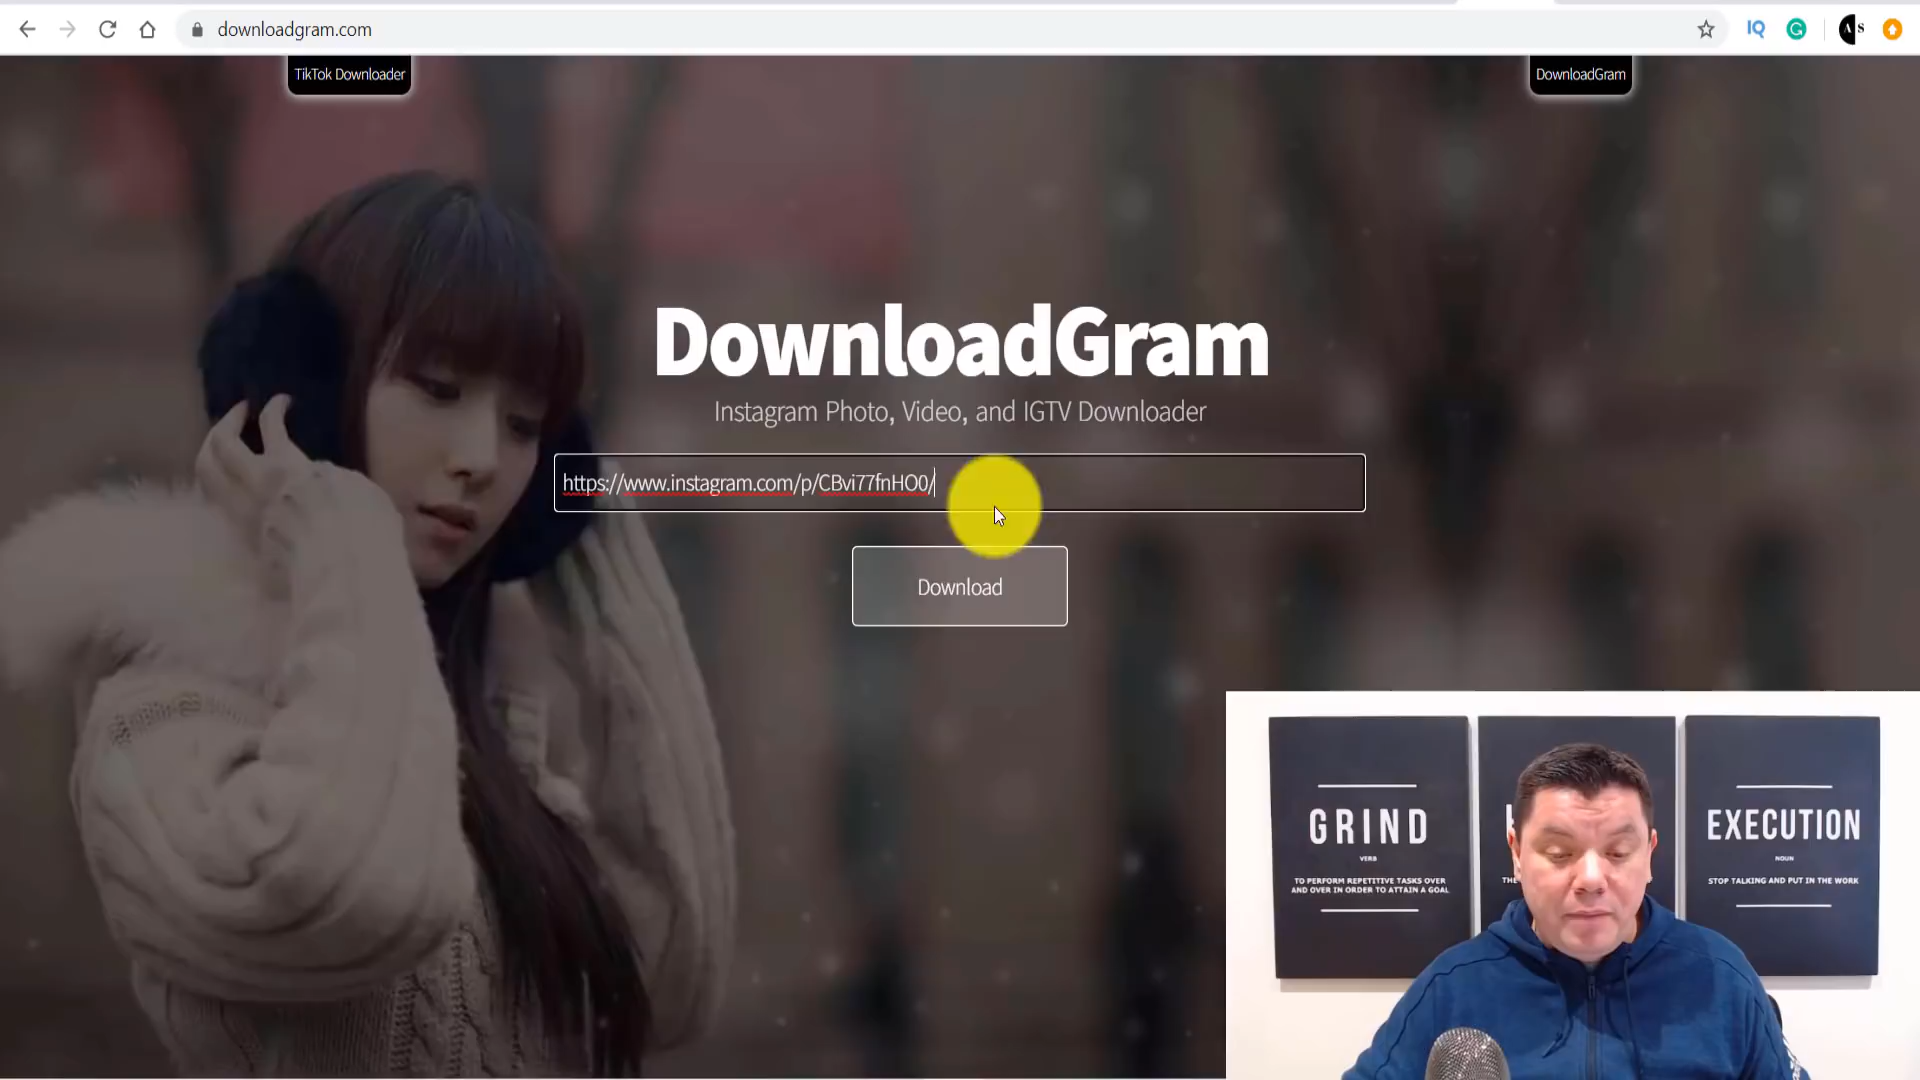 downloadgram.com
IQ
G
A S
TikTok Downloader
DownloadGram
DownloadGram
Instagram Photo, Video, and IGTV Downloader
https://www.instagram.com/p/CBvi77fnHO0/
Download
GRIND
VERB
TO PERFORM REPETITIVE TASKS OVER
AND OVER IN ORDER TO ATTAIN A GOAL
EXECUTION
NOUN
STOP TALKING AND PUT IN THE WORK